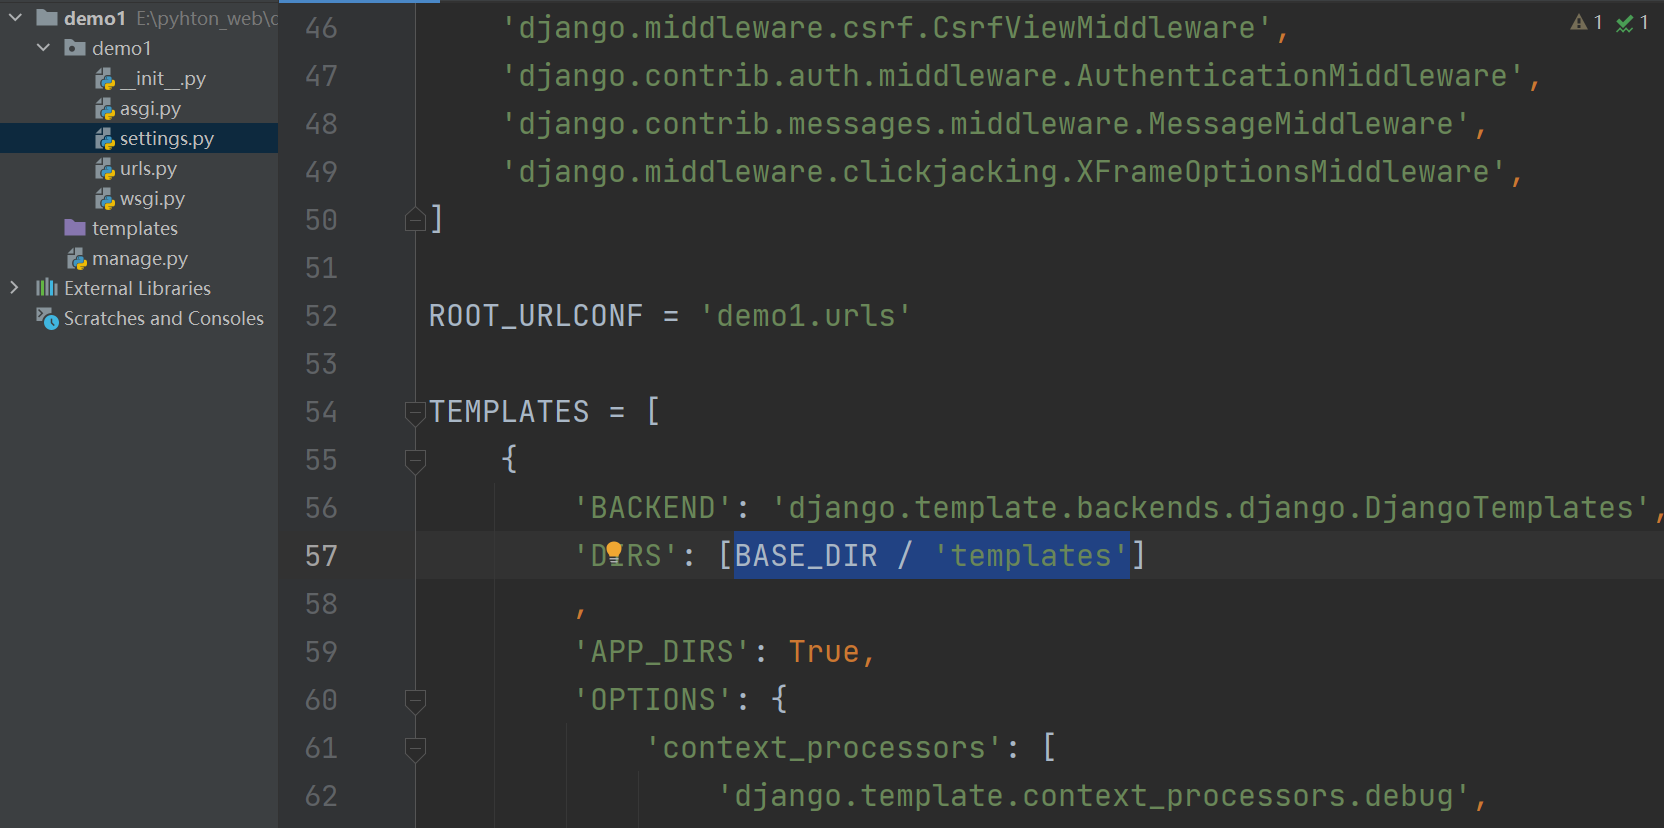 demo1 E:\pyhton_web\
demo1
__init__.py
asgi.py
settings.py
urls.py
wsgi.py
templates
manage.py
External Libraries
Scratches and Consoles
1 1
46 'django.middleware.csrf.CsrfViewMiddleware',
47 'django.contrib.auth.middleware.AuthenticationMiddleware',
48 'django.contrib.messages.middleware.MessageMiddleware',
49 'django.middleware.clickjacking.XFrameOptionsMiddleware',
50 ]
51
52 ROOT_URLCONF = 'demo1.urls'
53
54 TEMPLATES = [
55 {
56 'BACKEND': 'django.template.backends.django.DjangoTemplates',
57 'DIRS': [BASE_DIR / 'templates']
58 ,
59 'APP_DIRS': True,
60 'OPTIONS': {
61 'context_processors': [
62 'django.template.context_processors.debug',